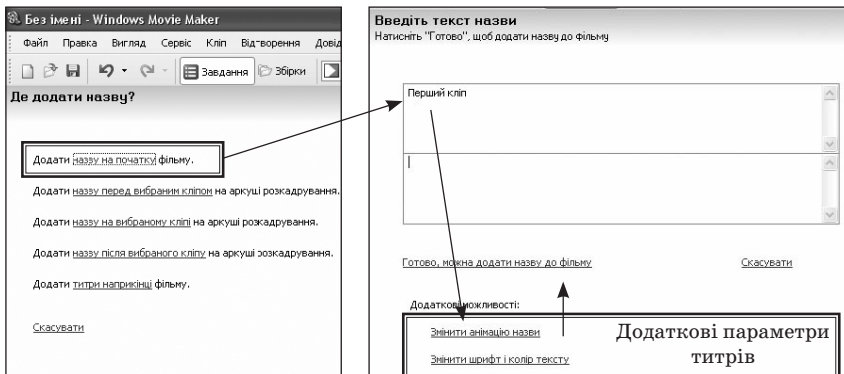 Без імені - Windows Movie Maker
Файл Правка Вигляд Сервіс Кліп Відтворення Довід
Завдання Збірки
Де додати назву?
Додати назву на початку фільму.
Додати назву перед вибраним кліпом на аркуші розкадрування.
Додати назву на вибраному кліпі на аркуші розкадрування.
Додати назву після вибраного кліпу на аркуші розкадрування.
Додати титри наприкінці фільму.
Скасувати
Введіть текст назви
Натисніть "Готово", щоб додати назву до фільму
Перший кліп
Готово, можна додати назву до фільму
Скасувати
Додаткові можливості:
Змінити анімацію назви
Змінити шрифт і колір тексту
Додаткові параметри
титрів